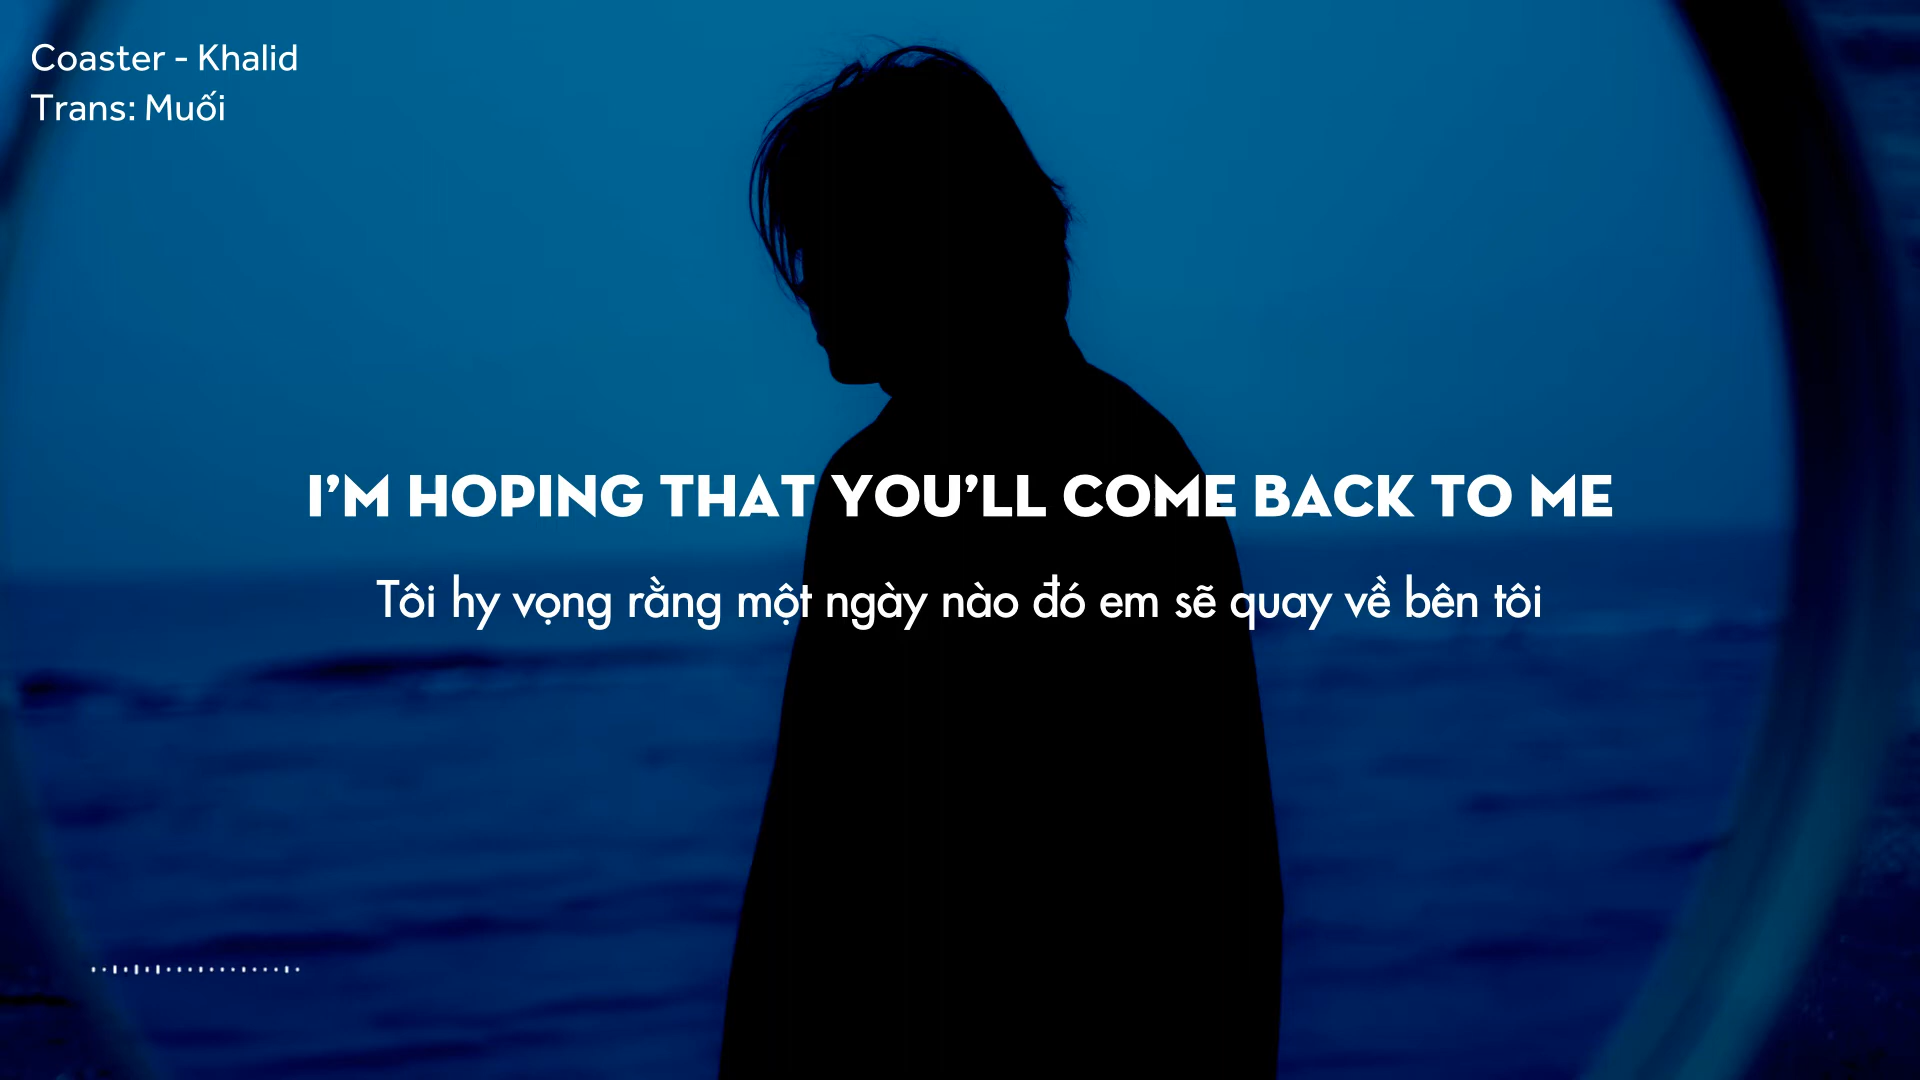 Coaster - Khalid
Trans: Muối
I’M HOPING THAT YOU’LL COME BACK TO ME
Tôi hy vọng rằng một ngày nào đó em sẽ quay về bên tôi